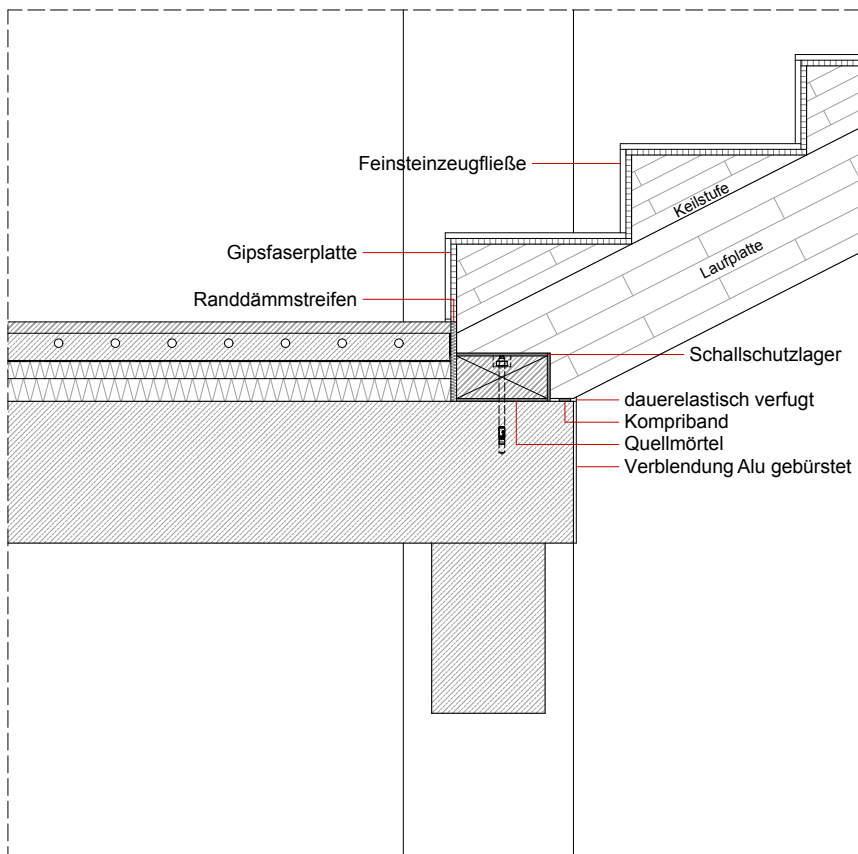 Feinsteinzeugfließe
Keilstufe
Gipsfaserplatte
Laufplatte
Randdämmstreifen
Schallschutzlager
dauerelastisch verfugt
Kompriband
Quellmörtel
Verblendung Alu gebürstet